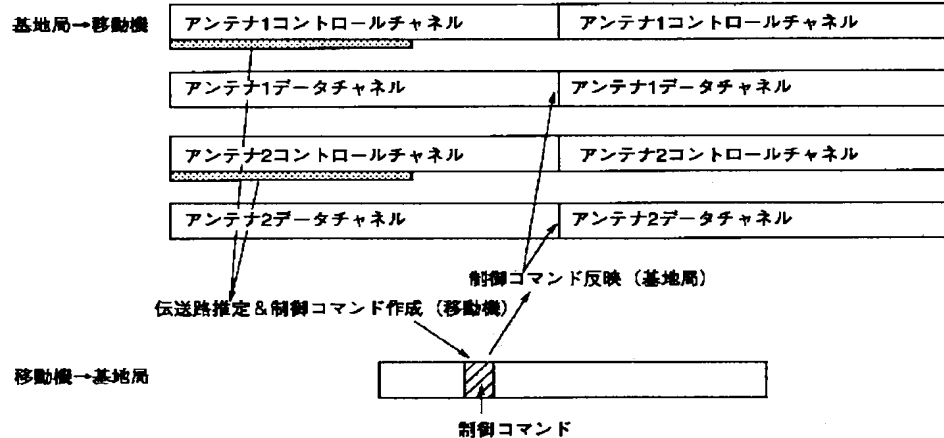 基地局→移動機
アンテナ1コントロールチャネル
アンテナ1コントロールチャネル
アンテナ1データチャネル
アンテナ1データチャネル
アンテナ2コントロールチャネル
アンテナ2コントロールチャネル
アンテナ2データチャネル
アンテナ2データチャネル
制御コマンド反映（基地局）
伝送路推定＆制御コマンド作成（移動機）
移動機→基地局
制御コマンド